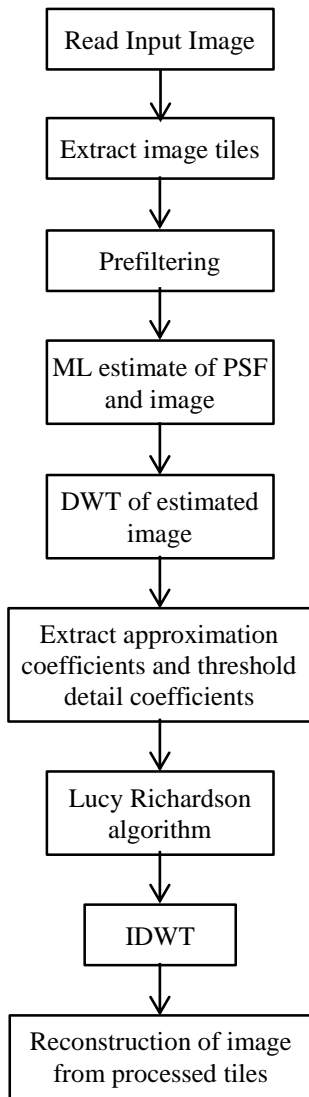 Read Input Image
Extract image tiles
Prefiltering
ML estimate of PSF
and image
DWT of estimated
image
Extract approximation
coefficients and threshold
detail coefficients
Lucy Richardson
algorithm
IDWT
Reconstruction of image
from processed tiles